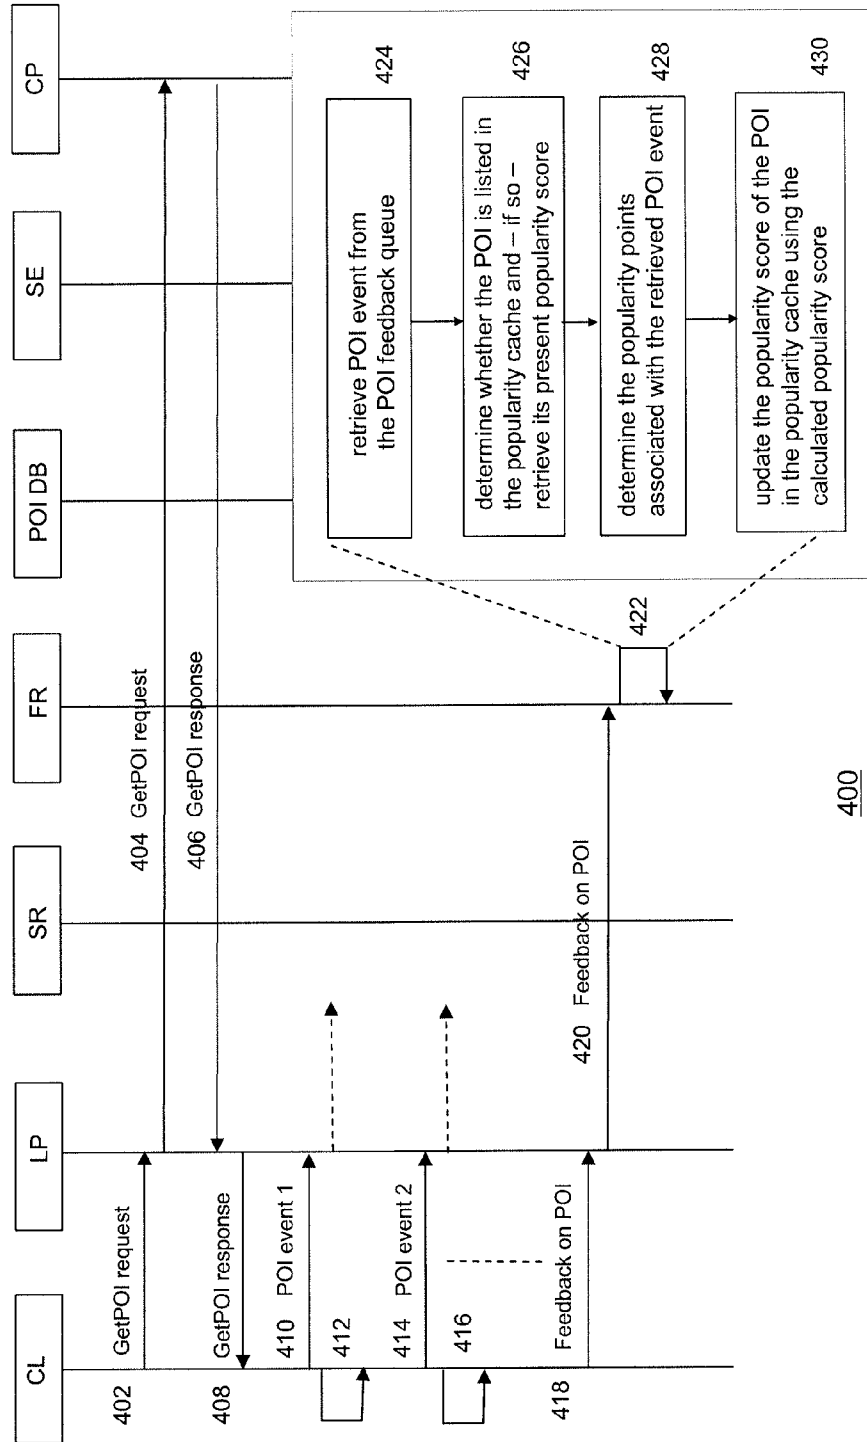 CL
LP
SR
FR
POI DB
SE
CP
402
GetPOI request
404 GetPOI request
406 GetPOI response
408
GetPOI response
410 POI event 1
412
414 POI event 2
416
418
Feedback on POI
420 Feedback on POI
422
retrieve POI event from
the POI feedback queue
424
determine whether the POI is listed in
the popularity cache and – if so –
retrieve its present popularity score
426
determine the popularity points
associated with the retrieved POI event
428
update the popularity score of the POI
in the popularity cache using the
calculated popularity score
430
400